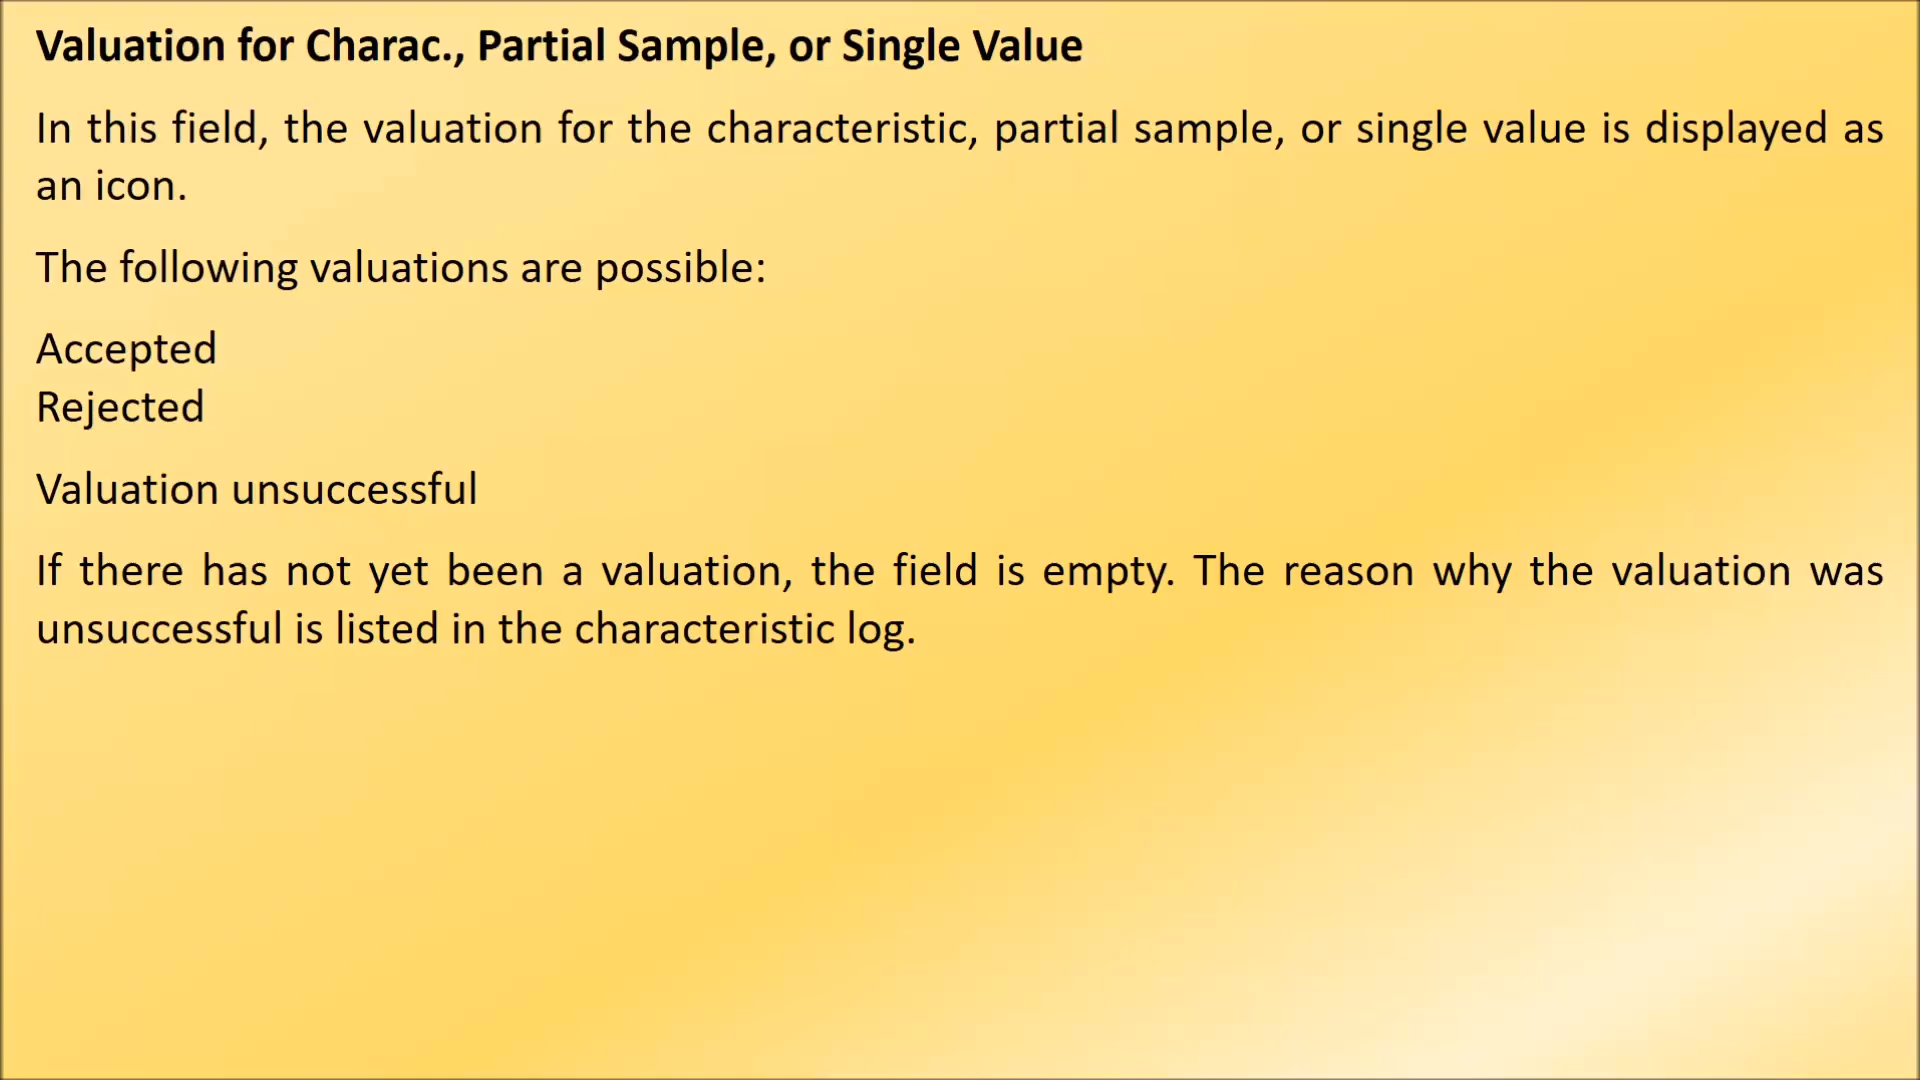 Valuation for Charac., Partial Sample, or Single Value
In this field, the valuation for the characteristic, partial sample, or single value is displayed as
an icon.
The following valuations are possible:
Accepted
Rejected
Valuation unsuccessful
If there has not yet been a valuation, the field is empty. The reason why the valuation was
unsuccessful is listed in the characteristic log.